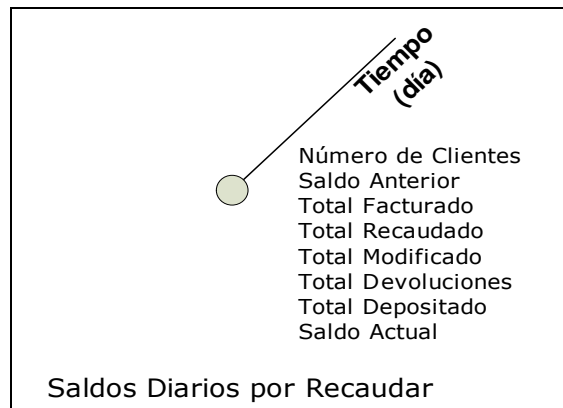 Tiempo
(día)
Número de Clientes
Saldo Anterior
Total Facturado
Total Recaudado
Total Modificado
Total Devoluciones
Total Depositado
Saldo Actual
Saldos Diarios por Recaudar